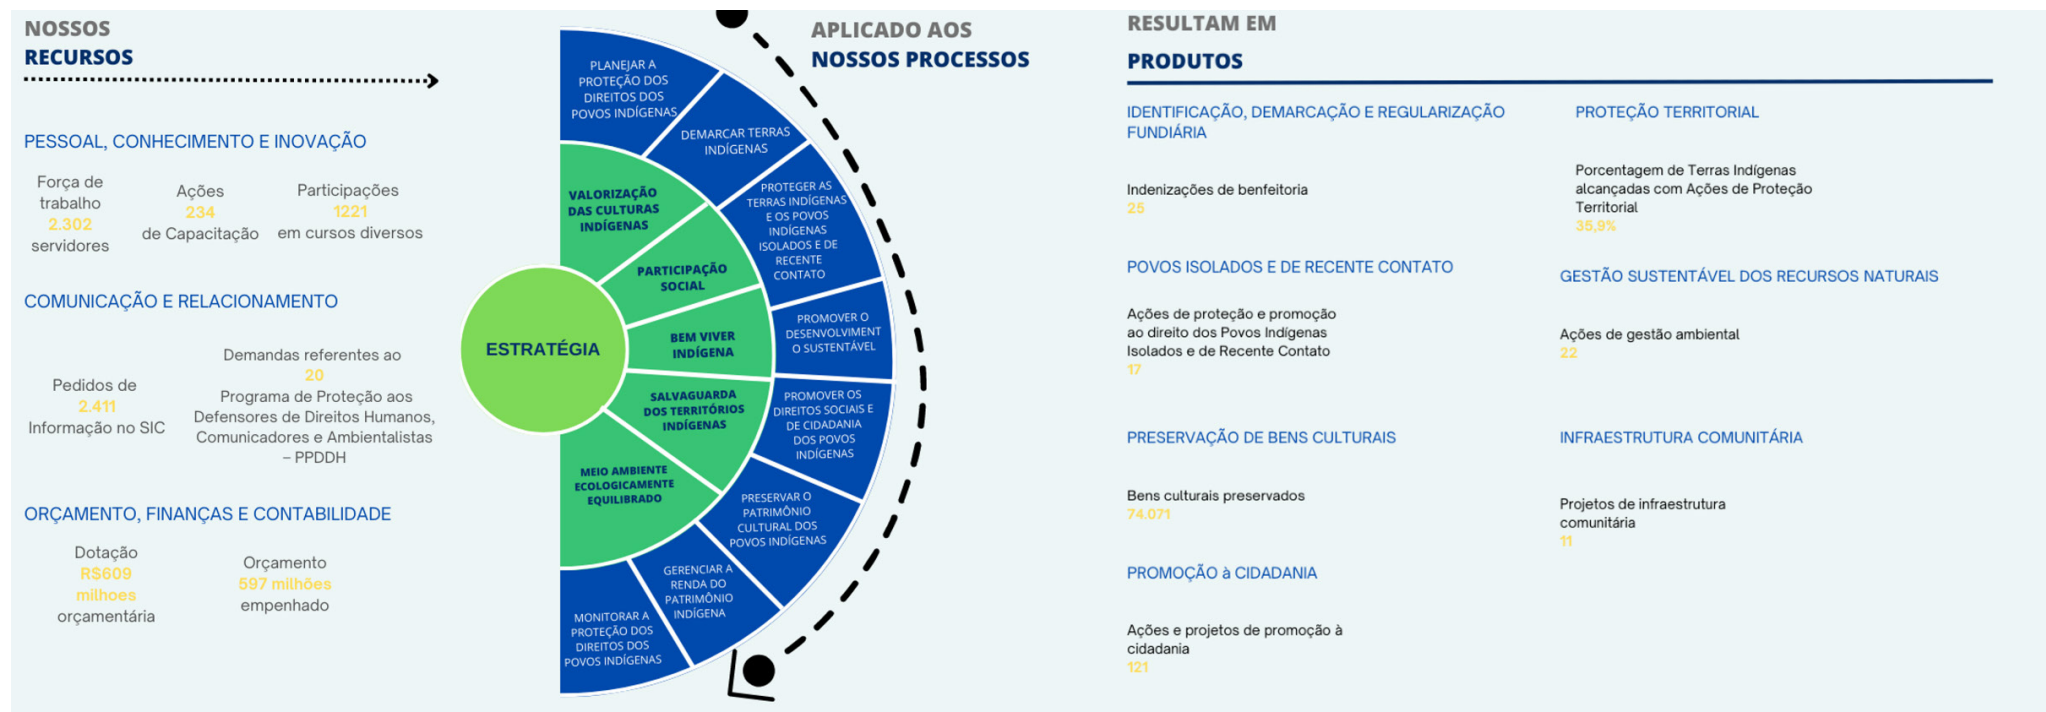 NOSSOS
RECURSOS
PESSOAL, CONHECIMENTO E INOVAÇÃO
Força de
trabalho
2.302
servidores
Ações
234
de Capacitação
Participações
1221
em cursos diversos
COMUNICAÇÃO E RELACIONAMENTO
Pedidos de
2.411
Informação no SIC
Demandas referentes ao
20
Programa de Proteção aos
Defensores de Direitos Humanos,
Comunicadores e Ambientalistas
– PPDDH
ORÇAMENTO, FINANÇAS E CONTABILIDADE
Dotação
R$609
milhoes
orçamentária
Orçamento
597 milhões
empenhado
ESTRATÉGIA
VALORIZAÇÃO
DAS CULTURAS
INDÍGENAS
PARTICIPAÇÃO
SOCIAL
BEM VIVER
INDÍGENA
SALVAGUARDA
DOS TERRITÓRIOS
INDÍGENAS
MEIO AMBIENTE
ECOLOGICAMENTE
EQUILIBRADO
APLICADO AOS
NOSSOS PROCESSOS
PLANEJAR A
PROTEÇÃO DOS
DIREITOS DOS
POVOS INDÍGENAS
DEMARCAR TERRAS
INDÍGENAS
PROTEGER AS
TERRAS INDÍGENAS
E OS POVOS
INDÍGENAS
ISOLADOS E DE
RECENTE
CONTATO
PROMOVER O
DESENVOLVIMENT
O SUSTENTÁVEL
PROMOVER OS
DIREITOS SOCIAIS E
DE CIDADANIA
DOS POVOS
INDÍGENAS
PRESERVAR O
PATRIMÔNIO
CULTURAL DOS
POVOS INDÍGENAS
GERENCIAR A
RENDA DO
PATRIMÔNIO
INDÍGENA
MONITORAR A
PROTEÇÃO DOS
DIREITOS DOS
POVOS INDÍGENAS
RESULTAM EM
PRODUTOS
IDENTIFICAÇÃO, DEMARCAÇÃO E REGULARIZAÇÃO
FUNDIÁRIA
Indenizações de benfeitoria
25
POVOS ISOLADOS E DE RECENTE CONTATO
Ações de proteção e promoção
ao direito dos Povos Indígenas
Isolados e de Recente Contato
17
PRESERVAÇÃO DE BENS CULTURAIS
Bens culturais preservados
74.071
PROMOÇÃO à CIDADANIA
Ações e projetos de promoção à
cidadania
121
PROTEÇÃO TERRITORIAL
Porcentagem de Terras Indígenas
alcançadas com Ações de Proteção
Territorial
35,9%
GESTÃO SUSTENTÁVEL DOS RECURSOS NATURAIS
Ações de gestão ambiental
22
INFRAESTRUTURA COMUNITÁRIA
Projetos de infraestrutura
comunitária
11